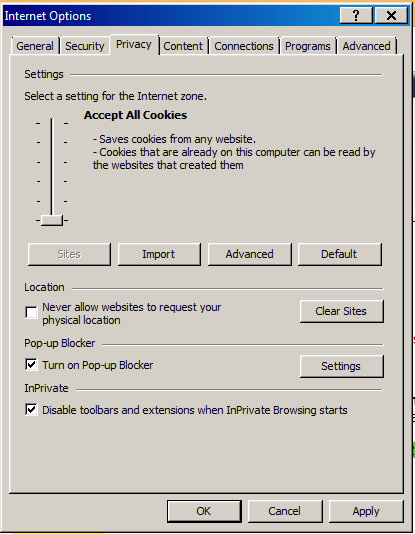 Internet Options
General Security Privacy Content Connections Programs Advanced
Settings
Select a setting for the Internet zone.
Accept All Cookies
- Saves cookies from any website.
- Cookies that are already on this computer can be read by
the websites that created them
Sites Import Advanced Default
Location
Never allow websites to request your
physical location
Clear Sites
Pop-up Blocker
Turn on Pop-up Blocker
Settings
InPrivate
Disable toolbars and extensions when InPrivate Browsing starts
OK Cancel Apply